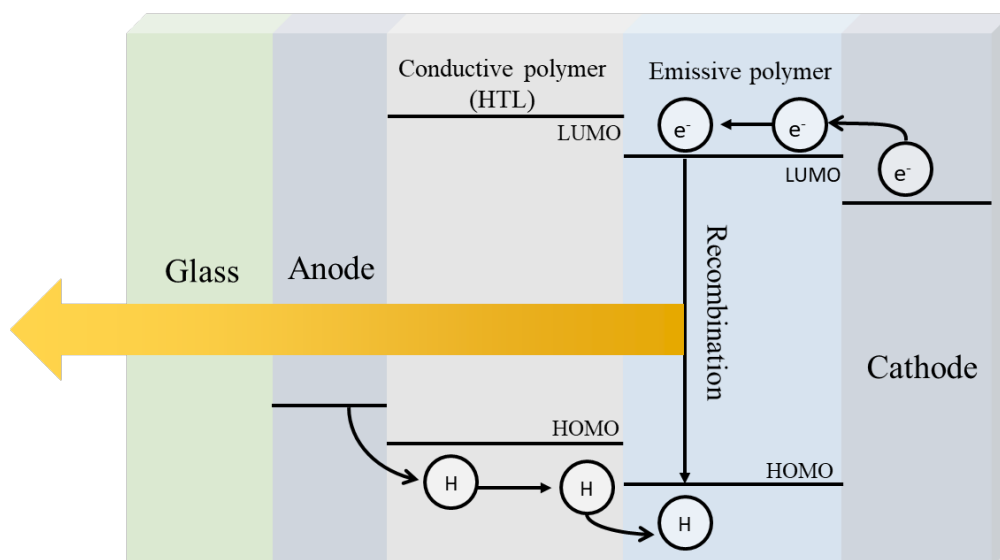 Conductive polymer
(HTL)
Emissive polymer
e⁻
e⁻
e⁻
LUMO
LUMO
Glass
Anode
Recombination
Cathode
HOMO
HOMO
H
H
H